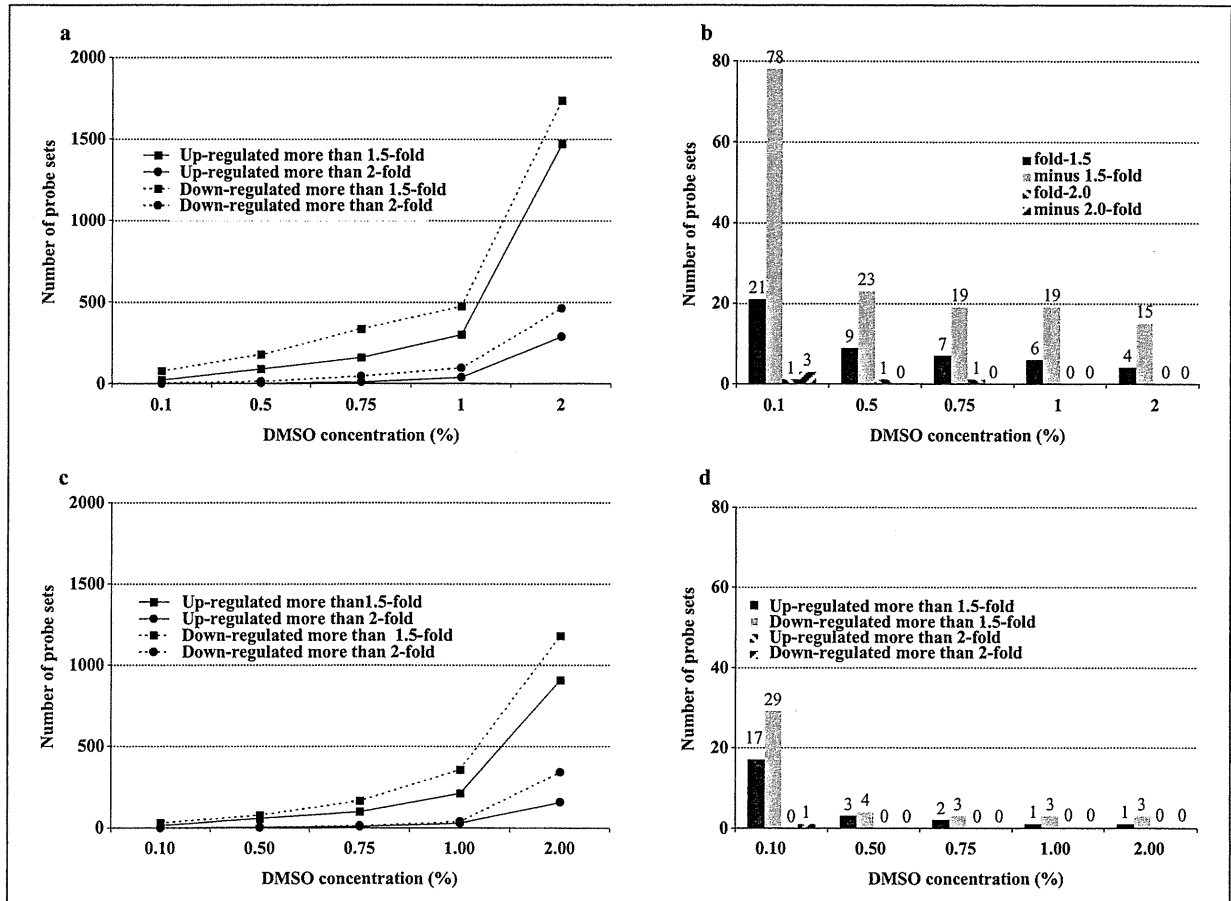 a
2000
1500
1000
500
0
Number of probe sets
Up-regulated more than 1.5-fold
Up-regulated more than 2-fold
Down-regulated more than 1.5-fold
Down-regulated more than 2-fold
0.1 0.5 0.75 1 2
DMSO concentration (%)
b
80
60
40
20
0
Number of probe sets
fold-1.5
minus 1.5-fold
fold-2.0
minus 2.0-fold
21 78 1 3
9 23 1 0
7 19 1 0
6 19 0 0
4 15 0 0
0.1 0.5 0.75 1 2
DMSO concentration (%)
c
2000
1500
1000
500
0
Number of probe sets
Up-regulated more than1.5-fold
Up-regulated more than 2-fold
Down-regulated more than 1.5-fold
Down-regulated more than 2-fold
0.10 0.50 0.75 1.00 2.00
DMSO concentration (%)
d
80
60
40
20
0
Number of probe sets
Up-regulated more than 1.5-fold
Down-regulated more than 1.5-fold
Up-regulated more than 2-fold
Down-regulated more than 2-fold
17 29 0 1
3 4 0 0
2 3 0 0
1 3 0 0
1 3 0 0
0.10 0.50 0.75 1.00 2.00
DMSO concentration (%)